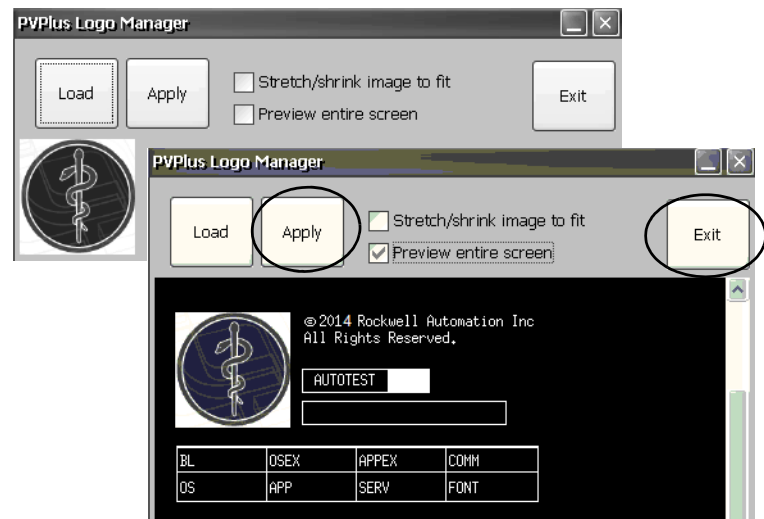 PVPlus Logo Manager
Load Apply Stretch/shrink image to fit Exit
Preview entire screen
PVPlus Logo Manager
Load Apply Stretch/shrink image to fit Exit
Preview entire screen
©2014 Rockwell Automation Inc
All Rights Reserved.
AUTOTEST
BL OSEX APPEX COMM
OS APP SERV FONT